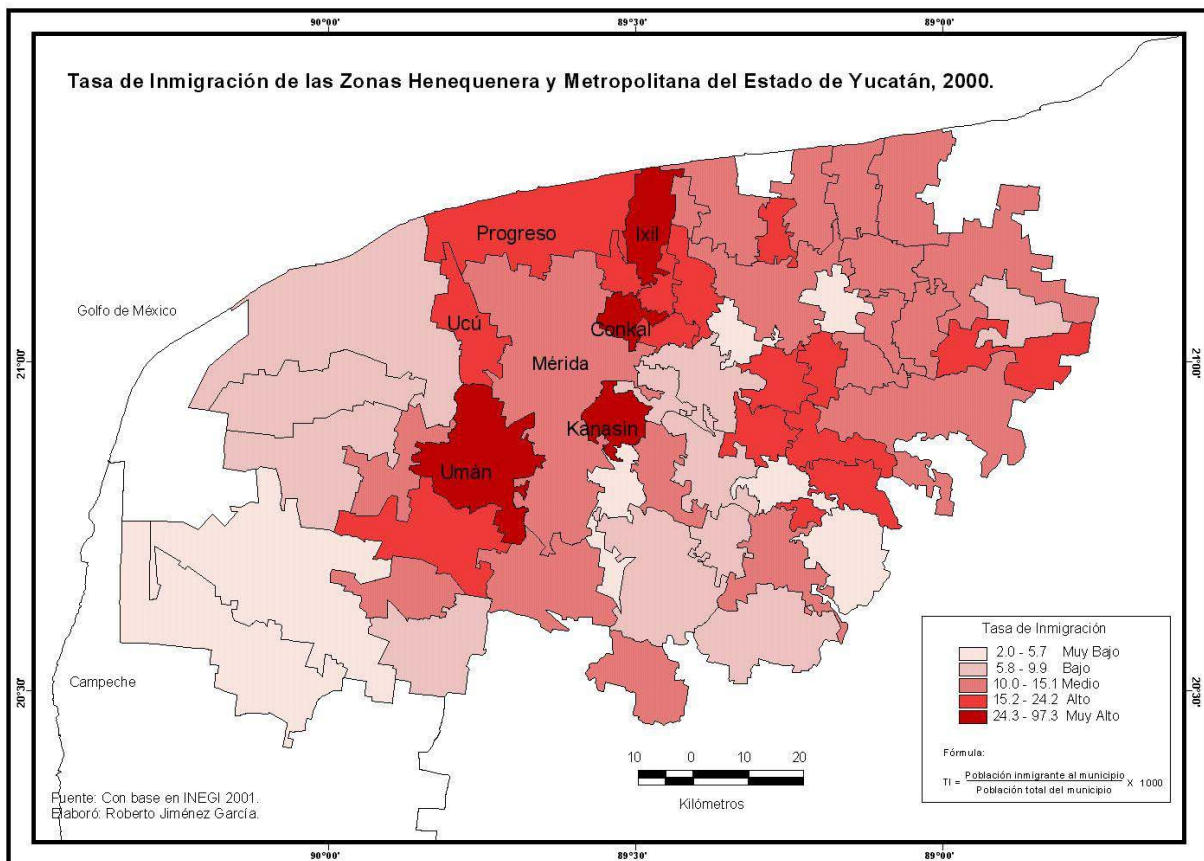 90°00' 89°30' 89°00'
Tasa de Inmigración de las Zonas Henequenera y Metropolitana del Estado de Yucatán, 2000.
Progreso
Ixil
Golfo de México
Ucú
Conkal
21°00' 21°00'
Mérida
Kanasín
Umán
Tasa de Inmigración
2.0 - 5.7 Muy Bajo
5.8 - 9.9 Bajo
10.0 - 15.1 Medio
15.2 - 24.2 Alto
24.3 - 97.3 Muy Alto
Campeche
20°30' 20°30'
Fórmula:
TI = Población inmigrante al municipio X 1000
Población total del municipio
10 0 10 20
Kilómetros
Fuente: Con base en INEGI 2001.
Elaboró: Roberto Jiménez García.
90°00' 89°30' 89°00'